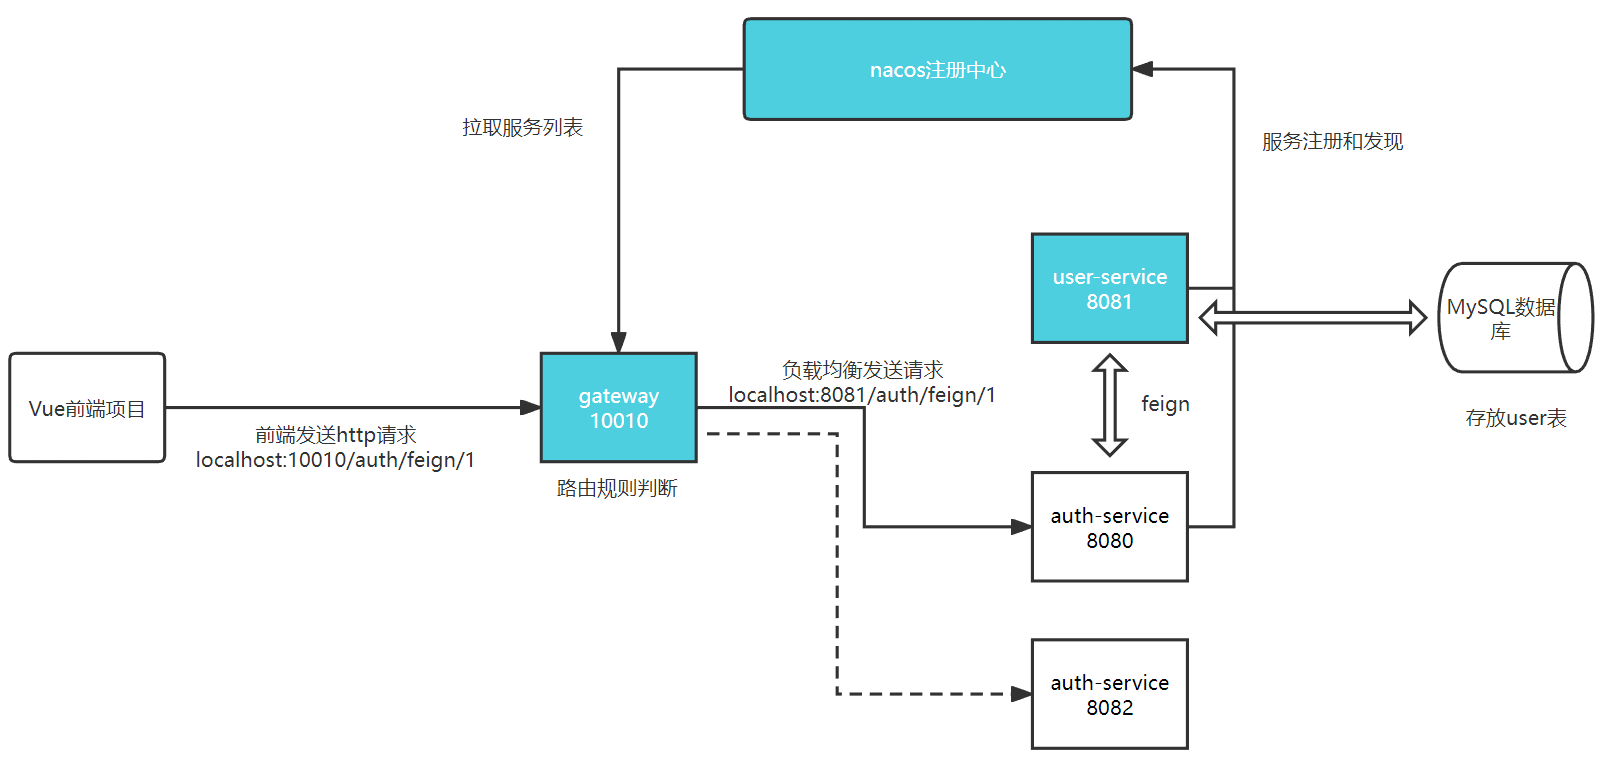 nacos注册中心
拉取服务列表
服务注册和发现
user-service
8081
MySQL数据
库
Vue前端项目
前端发送http请求
localhost:10010/auth/feign/1
gateway
10010
路由规则判断
负载均衡发送请求
localhost:8081/auth/feign/1
feign
存放user表
auth-service
8080
auth-service
8082